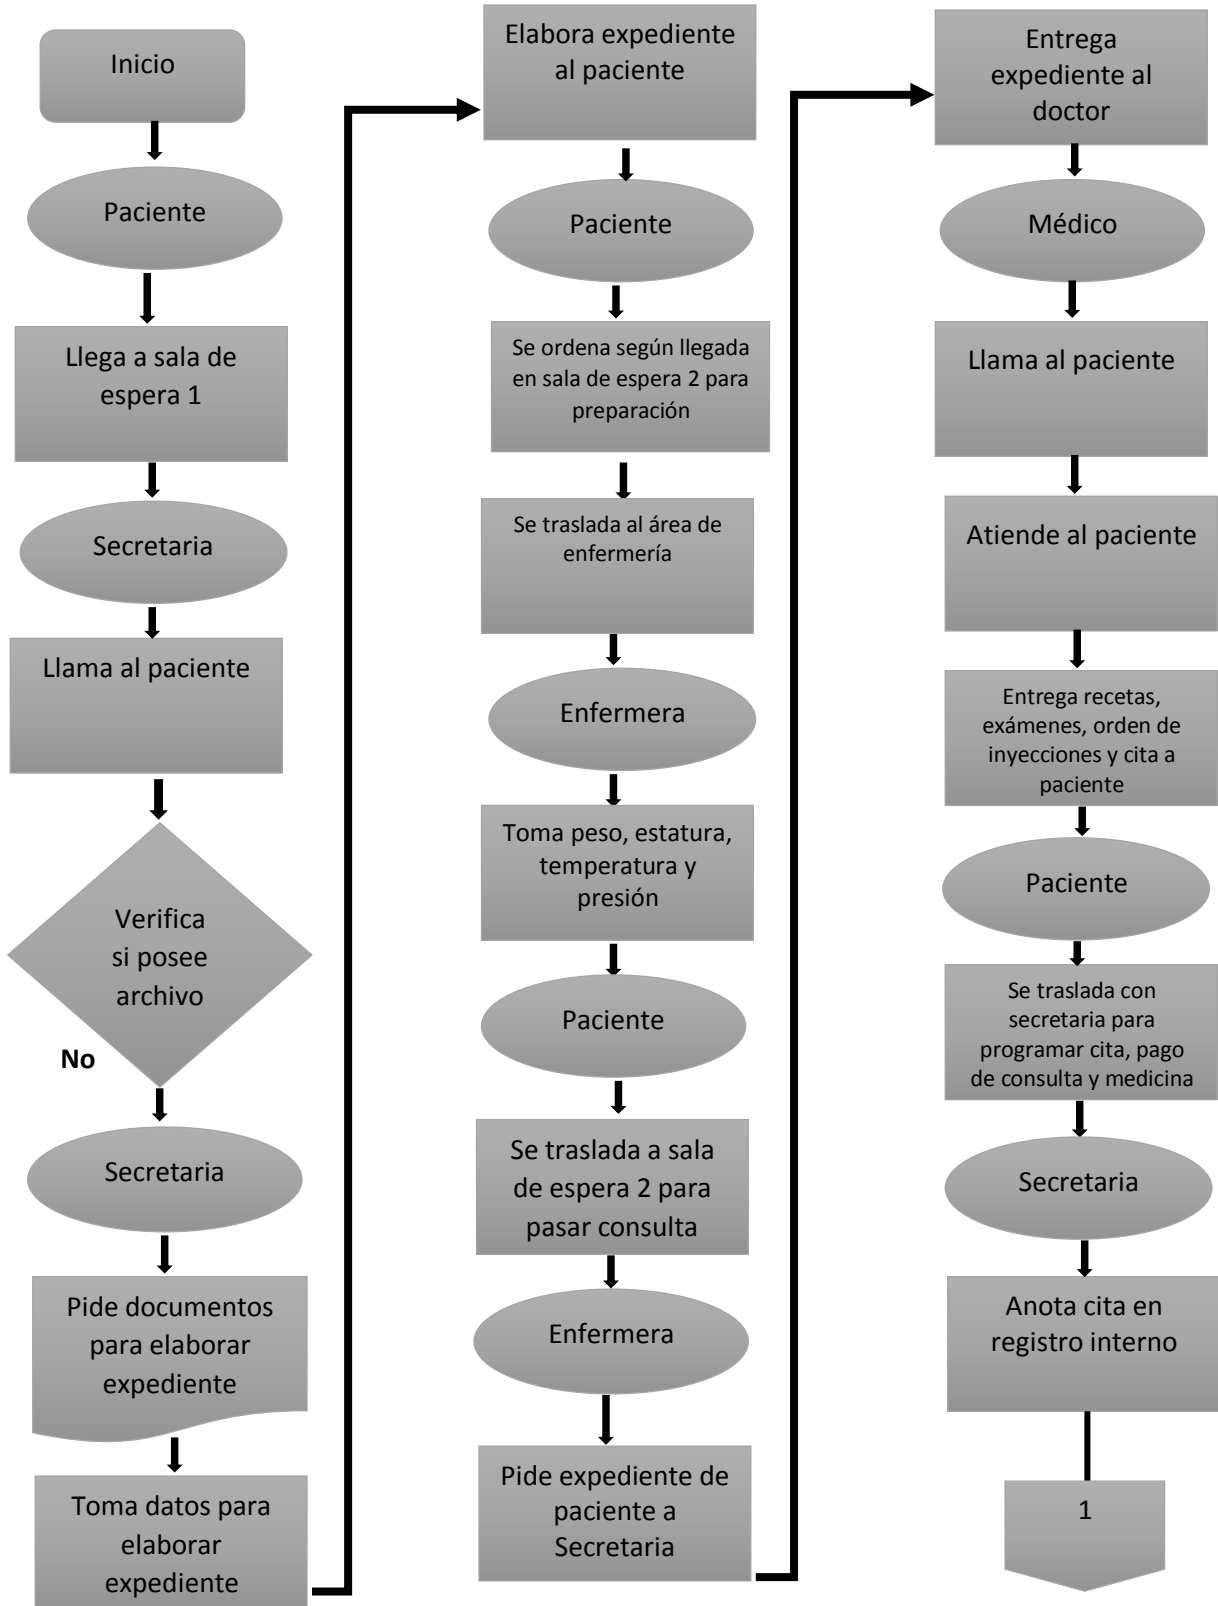 Inicio
Paciente
Llega a sala de
espera 1
Secretaria
Llama al paciente
Verifica
si posee
archivo
No
Secretaria
Pide documentos
para elaborar
expediente
Toma datos para
elaborar
expediente
Elabora expediente
al paciente
Paciente
Se ordena según llegada
en sala de espera 2 para
preparación
Se traslada al área de
enfermería
Enfermera
Toma peso, estatura,
temperatura y
presión
Paciente
Se traslada a sala
de espera 2 para
pasar consulta
Enfermera
Pide expediente de
paciente a
Secretaria
Entrega
expediente al
doctor
Médico
Llama al paciente
Atiende al paciente
Entrega recetas,
exámenes, orden de
inyecciones y cita a
paciente
Paciente
Se traslada con
secretaria para
programar cita, pago
de consulta y medicina
Secretaria
Anota cita en
registro interno
1